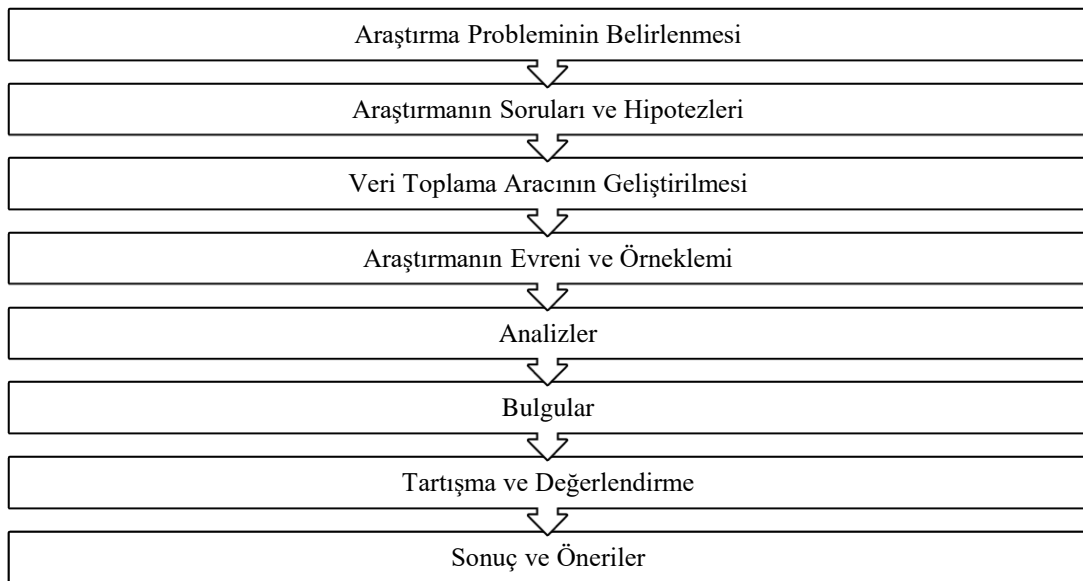 Araştırma Probleminin Belirlenmesi
Araştırmanın Soruları ve Hipotezleri
Veri Toplama Aracının Geliştirilmesi
Araştırmanın Evreni ve Örneklemi
Analizler
Bulgular
Tartışma ve Değerlendirme
Sonuç ve Öneriler